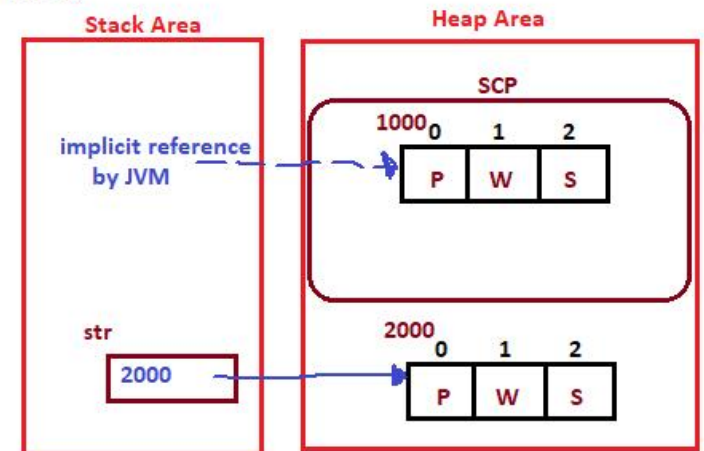 Stack Area
Heap Area
SCP
1000
0 1 2
implicit reference
by JVM
P W S
str
2000
2000
0 1 2
P W S